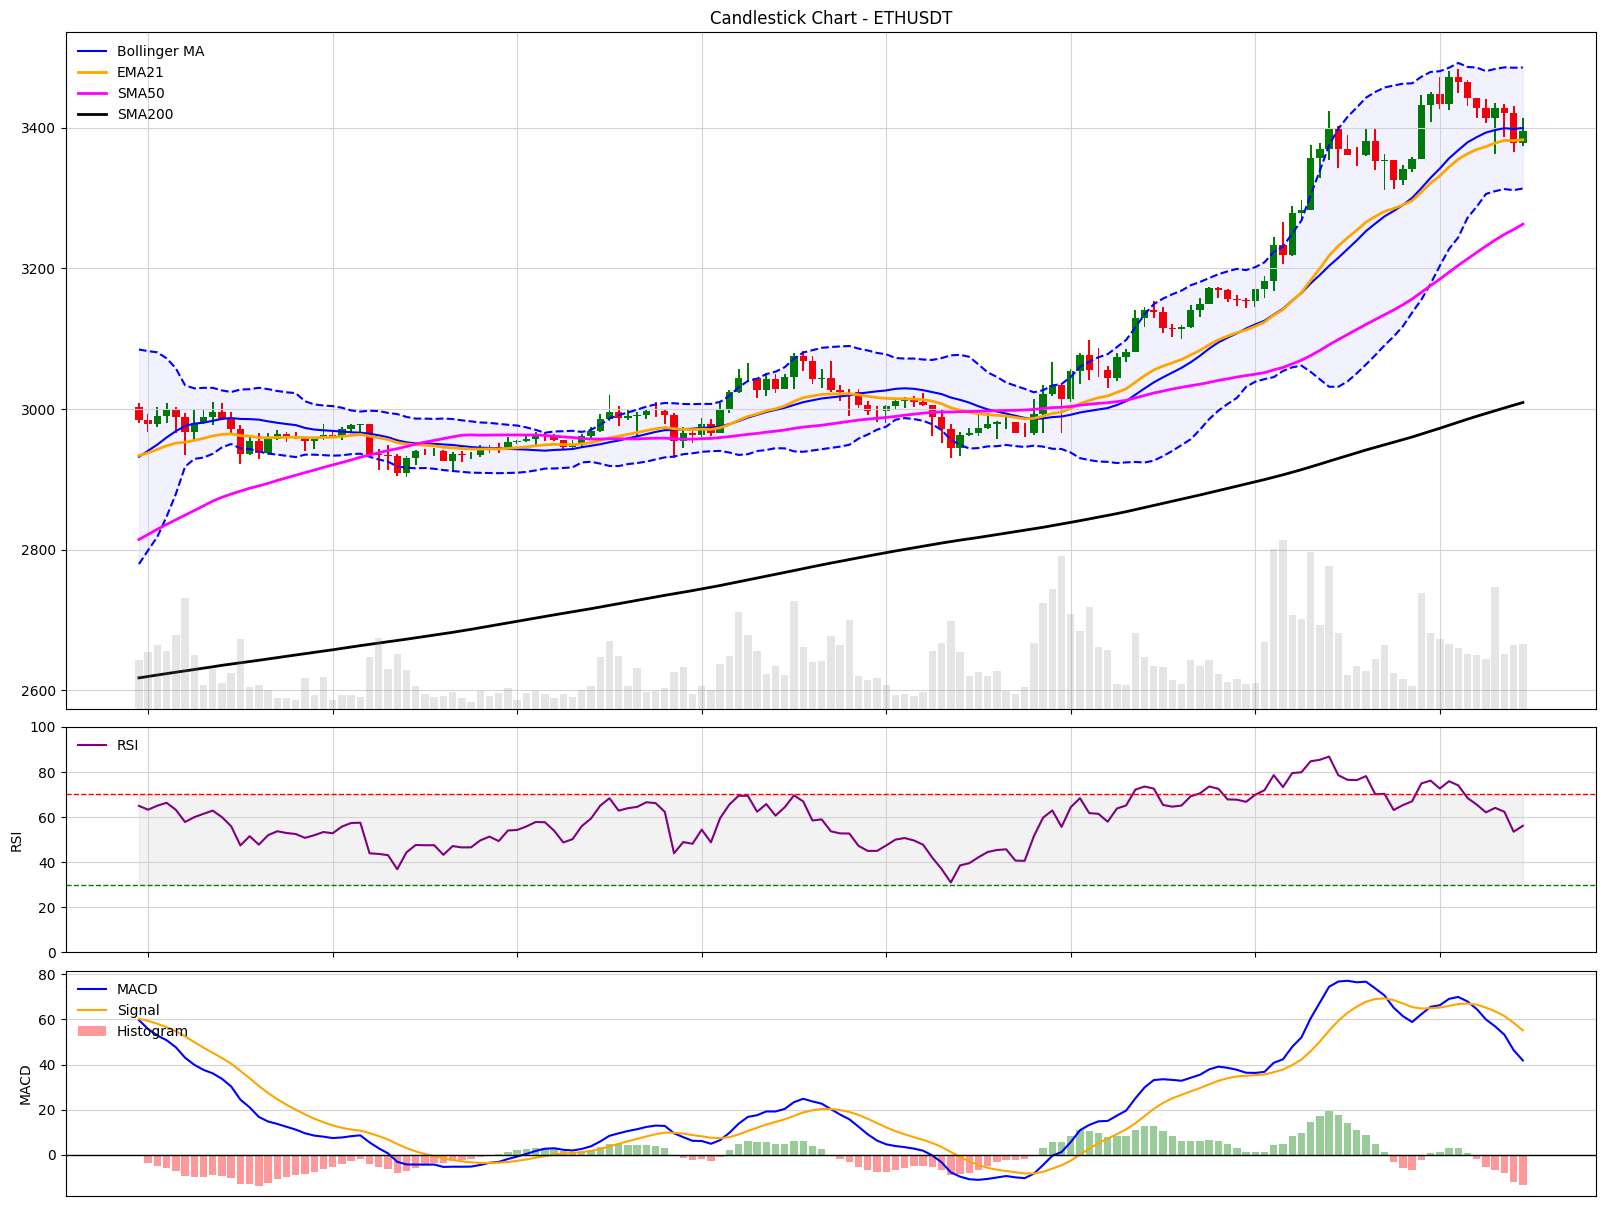 Candlestick Chart - ETHUSDT
Bollinger MA
EMA21
SMA50
SMA200
3400
3200
3000
2800
2600
100
80
60
40
20
0
RSI
RSI
80
60
40
20
0
MACD
MACD
Signal
Histogram